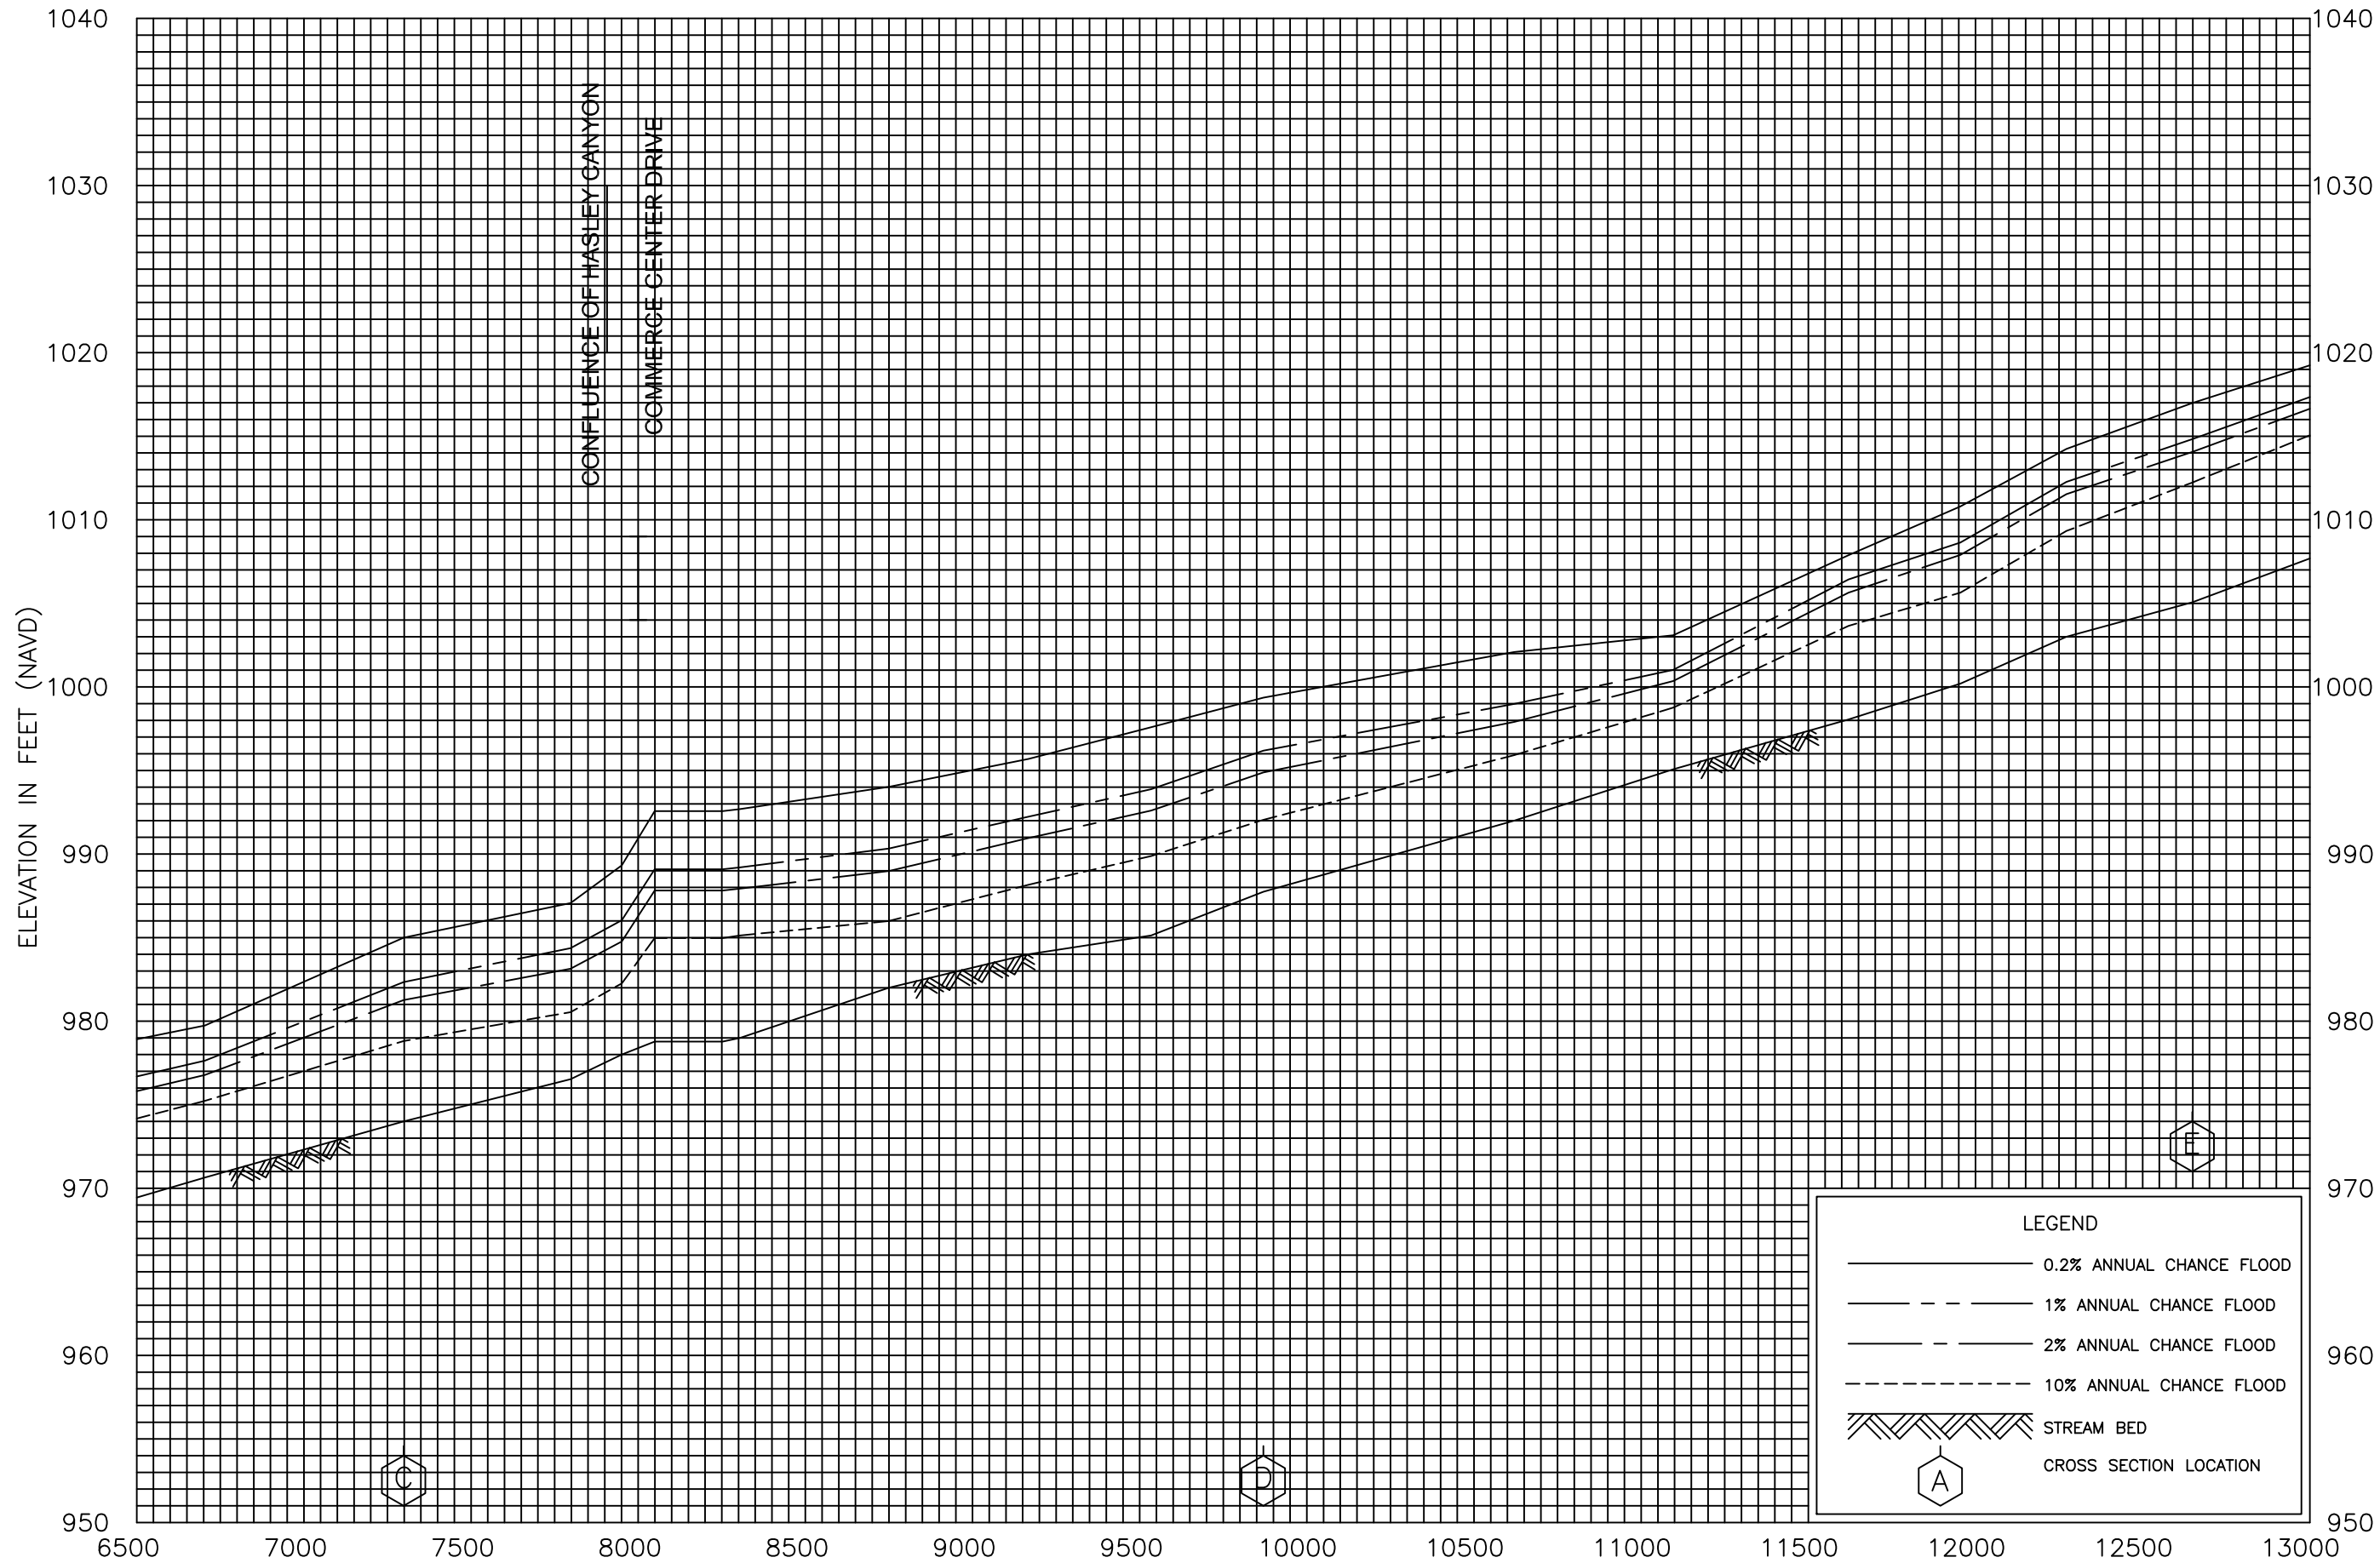 1040
1040
CONFLUENCE OF HASLEY CANYON
COMMERCE CENTER DRIVE
1030
1030
1020
1020
1010
1010
ELEVATION IN FEET (NAVD)
1000
1000
990
990
980
980
E
970
970
LEGEND
0.2% ANNUAL CHANCE FLOOD
1% ANNUAL CHANCE FLOOD
2% ANNUAL CHANCE FLOOD
960
960
10% ANNUAL CHANCE FLOOD
STREAM BED
CROSS SECTION LOCATION
C
D
A
950
950
6500 7000 7500 8000 8500 9000 9500 10000 10500 11000 11500 12000 12500 13000